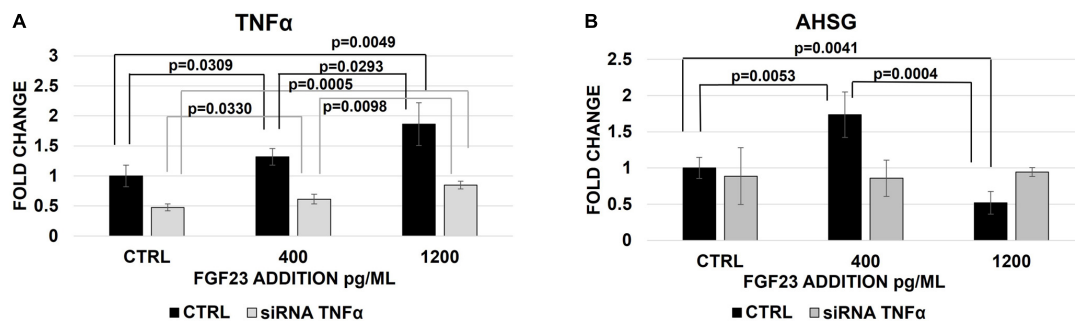 A
TNFα
3
2.5
2
1.5
1
0.5
0
FOLD CHANGE
p=0.0049
p=0.0309
p=0.0293
p=0.0005
p=0.0330
p=0.0098
CTRL 400 1200
FGF23 ADDITION pg/ML
CTRL siRNA TNFα
B
AHSG
2.5
2
1.5
1
0.5
0
FOLD CHANGE
p=0.0041
p=0.0053
p=0.0004
CTRL 400 1200
FGF23 ADDITION pg/ML
CTRL siRNA TNFα